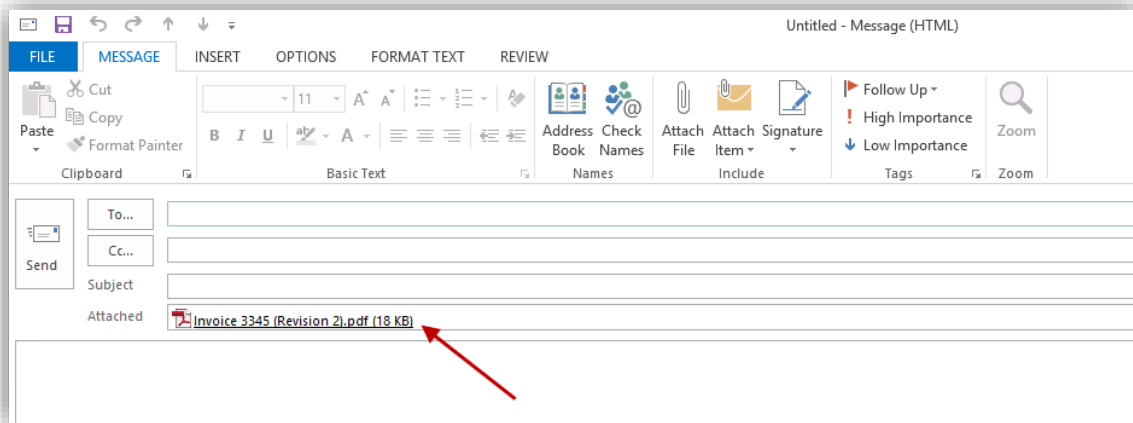 Untitled - Message (HTML)
FILE MESSAGE INSERT OPTIONS FORMAT TEXT REVIEW
Paste
Cut
Copy
Format Painter
Clipboard
11 A A
B I U aby A
Basic Text
Address Book
Check Names
Names
Attach File
Attach Item
Signature
Include
Follow Up
High Importance
Low Importance
Tags
Zoom
Zoom
Send
To...
Cc...
Subject
Attached Invoice 3345 (Revision 2).pdf (18 KB)